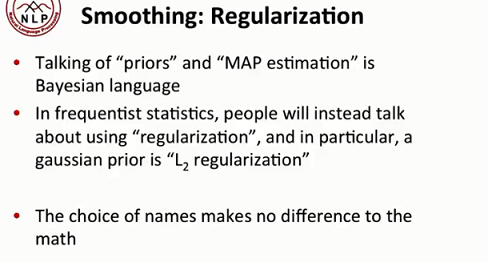 NLP
Smoothing: Regularization
• Talking of “priors” and “MAP estimation” is
Bayesian language
• In frequentist statistics, people will instead talk
about using “regularization”, and in particular, a
gaussian prior is “L₂ regularization”
• The choice of names makes no difference to the
math